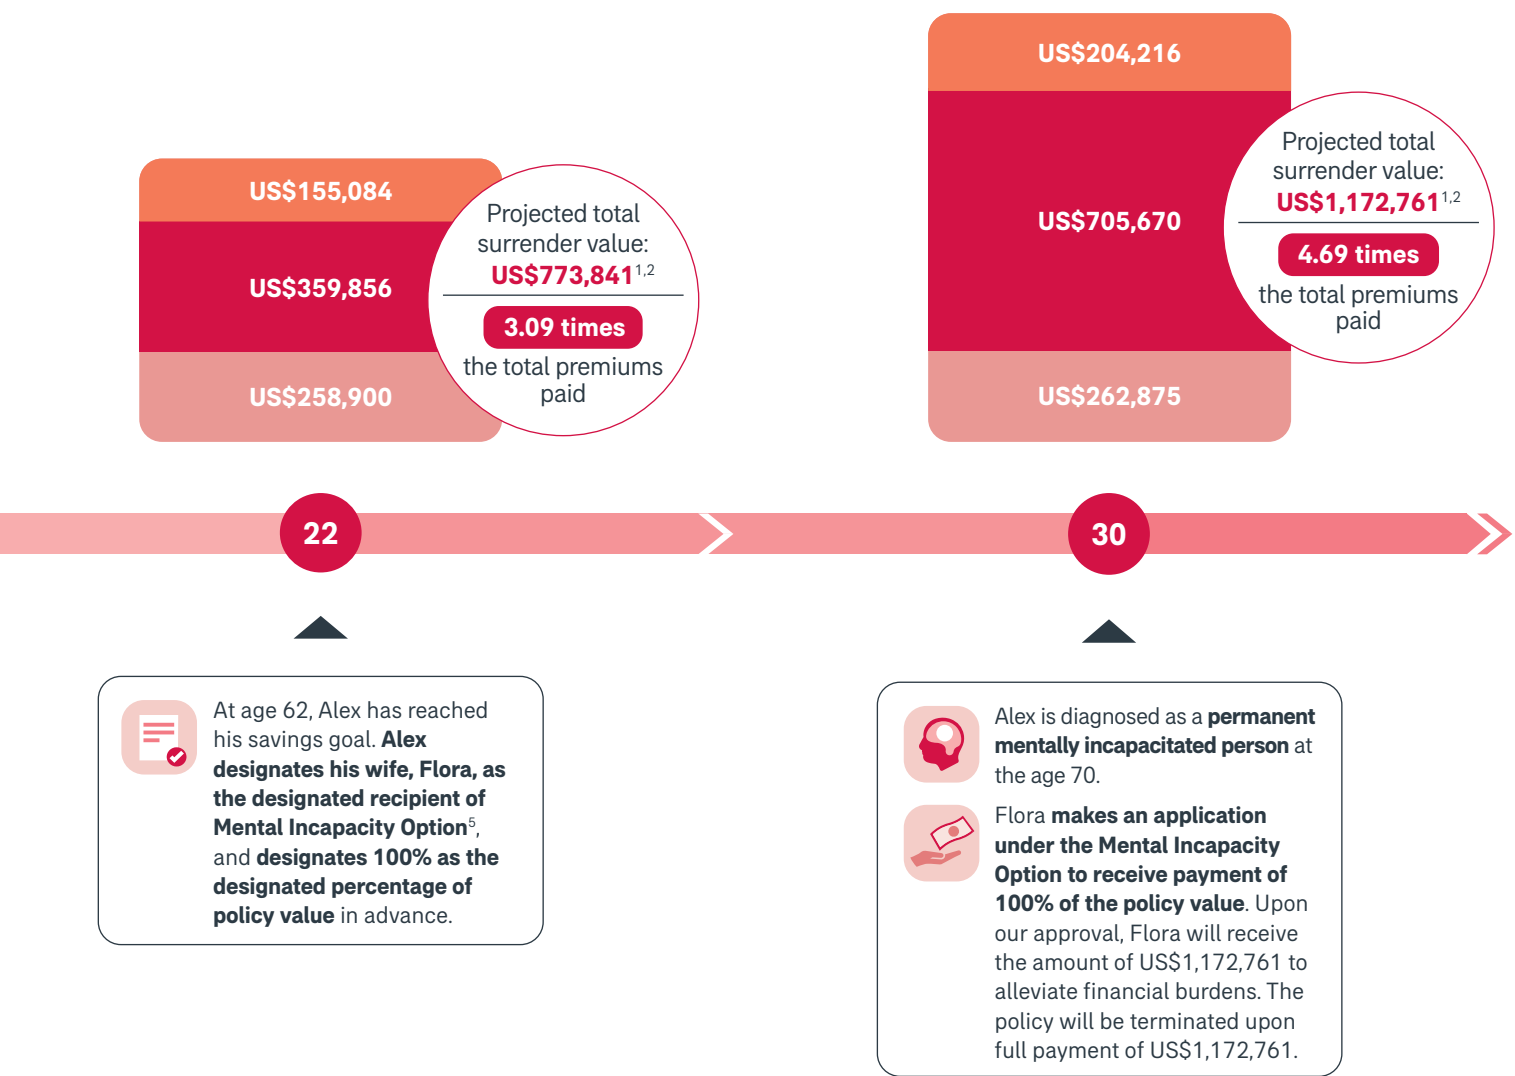 US$155,084
US$359,856
US$258,900
Projected total
surrender value:
US$773,8411,2
3.09 times
the total premiums
paid
US$204,216
US$705,670
US$262,875
Projected total
surrender value:
US$1,172,7611,2
4.69 times
the total premiums
paid
22
30
At age 62, Alex has reached
his savings goal. Alex
designates his wife, Flora, as
the designated recipient of
Mental Incapacity Option5,
and designates 100% as the
designated percentage of
policy value in advance.
Alex is diagnosed as a permanent
mentally incapacitated person at
the age 70.
Flora makes an application
under the Mental Incapacity
Option to receive payment of
100% of the policy value. Upon
our approval, Flora will receive
the amount of US$1,172,761 to
alleviate financial burdens. The
policy will be terminated upon
full payment of US$1,172,761.